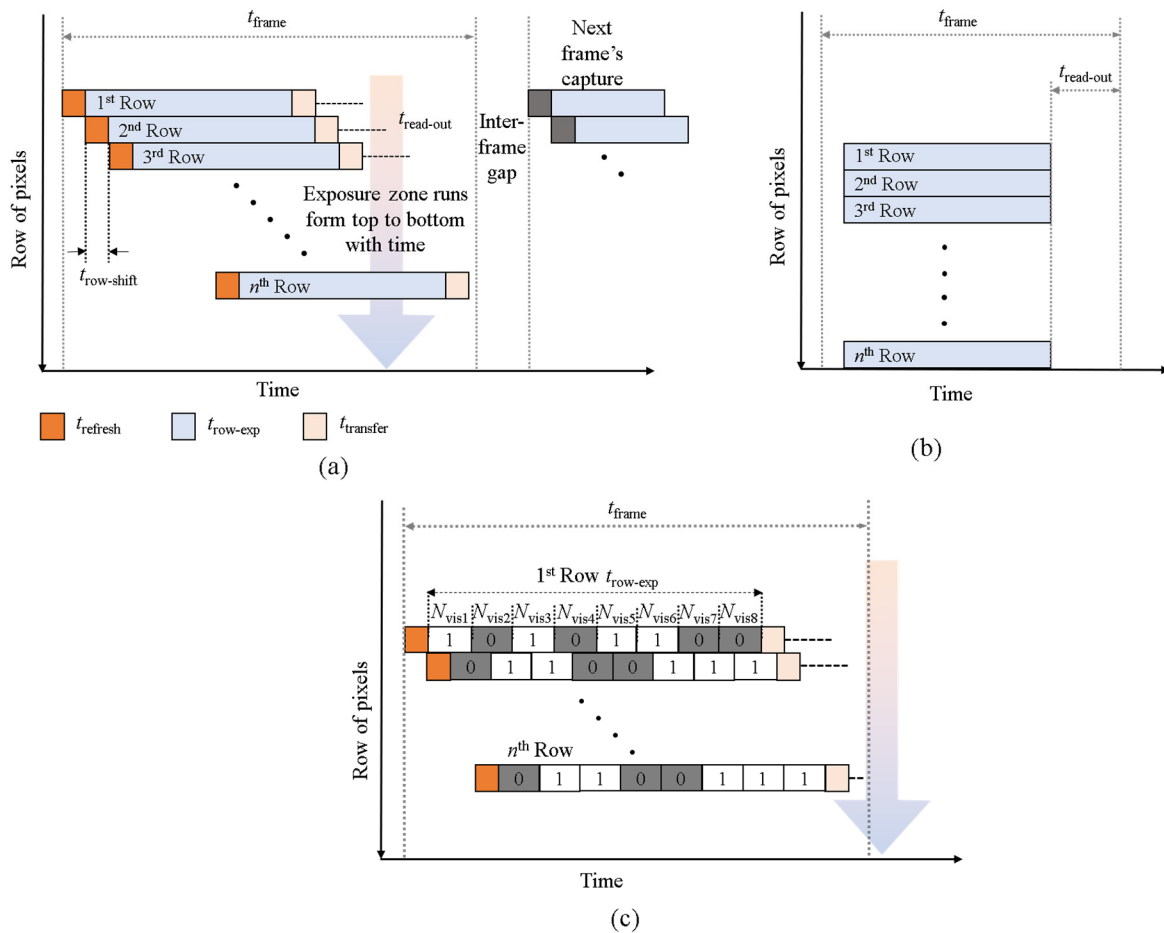 t_frame
Next
frame's
capture
1st Row
2nd Row
3rd Row
t_read-out
Inter-
frame
gap
Exposure zone runs
form top to bottom
with time
t_row-shift
nth Row
Row of pixels
Time
t_refresh
t_row-exp
t_transfer
(a)
t_frame
t_read-out
1st Row
2nd Row
3rd Row
nth Row
Row of pixels
Time
(b)
t_frame
1st Row t_row-exp
N_vis1 N_vis2 N_vis3 N_vis4 N_vis5 N_vis6 N_vis7 N_vis8
1 0 1 0 1 1 0 0
0 1 1 0 0 1 1 1
nth Row
0 1 1 0 0 1 1 1
Row of pixels
Time
(c)